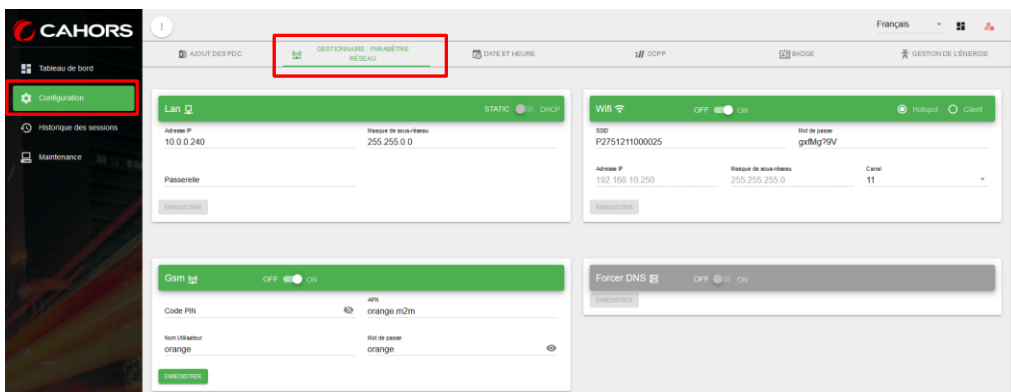 CAHORS
Français
Tableau de bord
Configuration
Historique des sessions
Maintenance
AJOUT DES PDC
GESTIONNAIRE : PARAMÈTRE
RÉSEAU
DATE ET HEURE
OCPP
BADGE
GESTION DE L'ÉNERGIE
Lan
STATIC DHCP
Adresse IP
10.0.0.240
Masque de sous-réseau
255.255.0.0
Passerelle
ENREGISTRER
Wifi
OFF ON
Hotspot Client
SSID
P2751211000025
Mot de passe
gxfMg?9V
Adresse IP
192.168.10.250
Masque de sous-réseau
255.255.255.0
Canal
11
ENREGISTRER
Gsm
OFF ON
Code PIN
APN
orange.m2m
Nom Utilisateur
orange
Mot de passe
orange
ENREGISTRER
Forcer DNS
OFF ON
ENREGISTRER